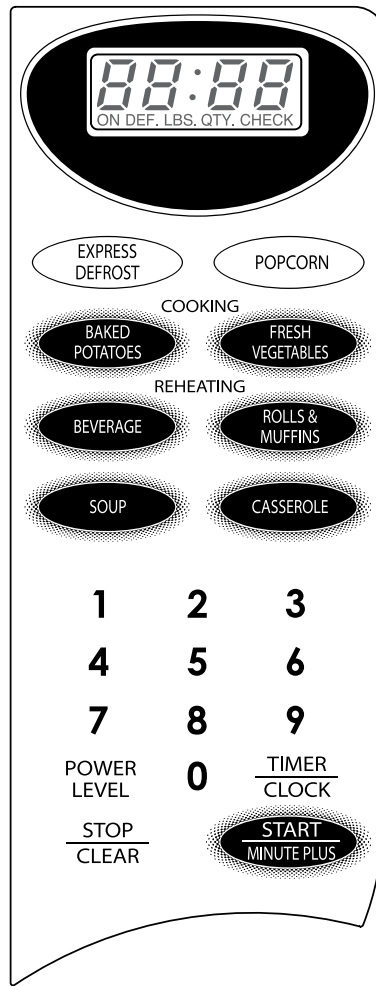 88:88
ON DEF. LBS. QTY. CHECK
EXPRESS
DEFROST
POPCORN
COOKING
BAKED
POTATOES
FRESH
VEGETABLES
REHEATING
BEVERAGE
ROLLS &
MUFFINS
SOUP
CASSEROLE
1 2 3
4 5 6
7 8 9
POWER
LEVEL
0
TIMER
CLOCK
STOP
CLEAR
START
MINUTE PLUS